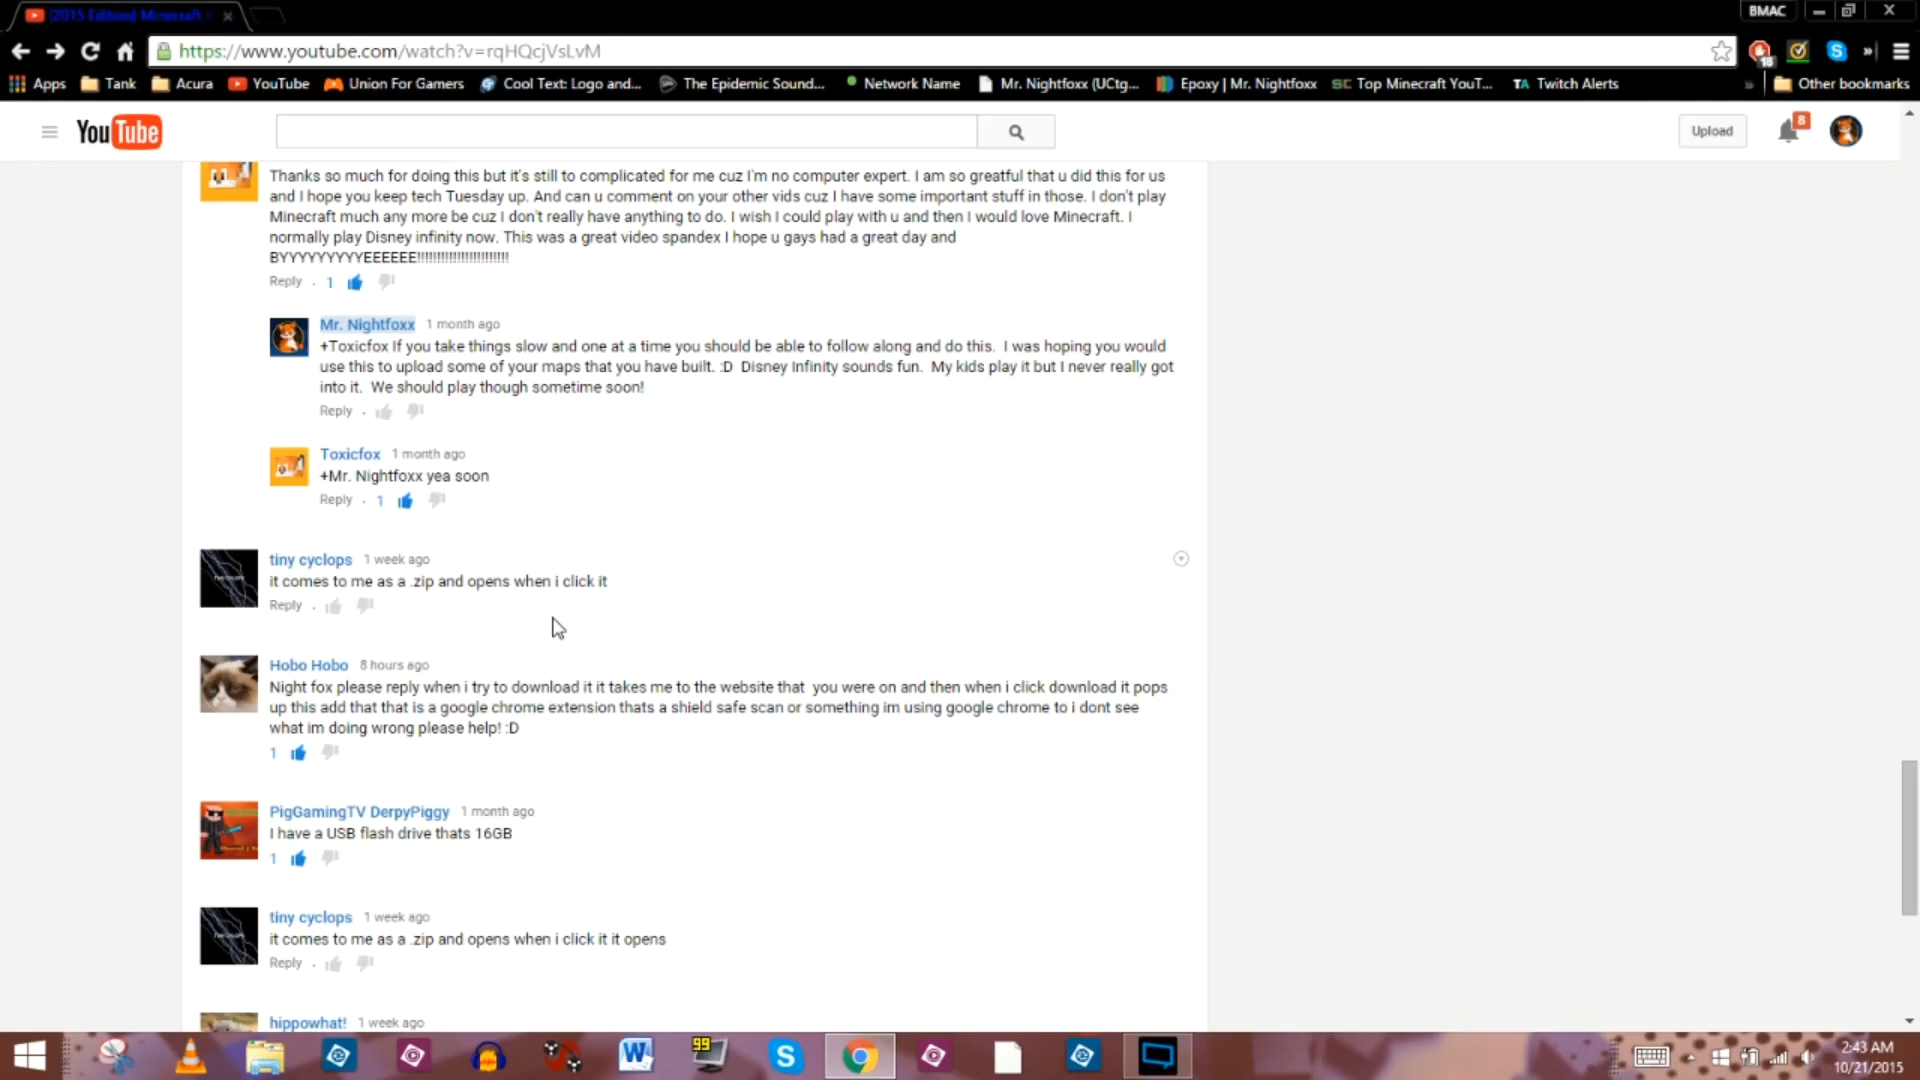 [2015 Edition] Minecraft
BMAC
https://www.youtube.com/watch?v=rqHQcjVsLvM
18
Apps Tank Acura YouTube Union For Gamers Cool Text: Logo and... The Epidemic Sound... Network Name Mr. Nightfoxx (UCtg... Epoxy | Mr. Nightfoxx SC Top Minecraft YouT... TA Twitch Alerts » Other bookmarks
YouTube
Upload
8
Thanks so much for doing this but it's still to complicated for me cuz I'm no computer expert. I am so greatful that u did this for us
and I hope you keep tech Tuesday up. And can u comment on your other vids cuz I have some important stuff in those. I don't play
Minecraft much any more be cuz I don't really have anything to do. I wish I could play with u and then I would love Minecraft. I
normally play Disney infinity now. This was a great video spandex I hope u gays had a great day and
BYYYYYYYYYEEEEEE!!!!!!!!!!!!!!!!!!!!!!!
Reply . 1
Mr. Nightfoxx 1 month ago
+Toxicfox If you take things slow and one at a time you should be able to follow along and do this. I was hoping you would
use this to upload some of your maps that you have built. :D Disney Infinity sounds fun. My kids play it but I never really got
into it. We should play though sometime soon!
Reply .
Toxicfox 1 month ago
+Mr. Nightfoxx yea soon
Reply . 1
tiny cyclops 1 week ago
it comes to me as a .zip and opens when i click it
Reply .
Hobo Hobo 8 hours ago
Night fox please reply when i try to download it it takes me to the website that you were on and then when i click download it pops
up this add that that is a google chrome extension thats a shield safe scan or something im using google chrome to i dont see
what im doing wrong please help! :D
1
PigGamingTV DerpyPiggy 1 month ago
I have a USB flash drive thats 16GB
1
tiny cyclops 1 week ago
it comes to me as a .zip and opens when i click it it opens
Reply .
hippowhat! 1 week ago
99
2:43 AM
10/21/2015